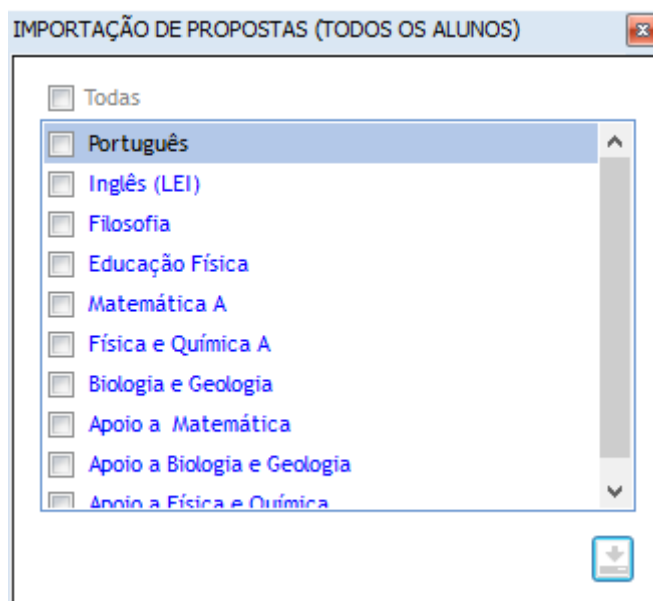 IMPORTAÇÃO DE PROPOSTAS (TODOS OS ALUNOS)
Todas
Português
Inglês (LEI)
Filosofia
Educação Física
Matemática A
Física e Química A
Biologia e Geologia
Apoio a  Matemática
Apoio a Biologia e Geologia
Apoio a Física e Química